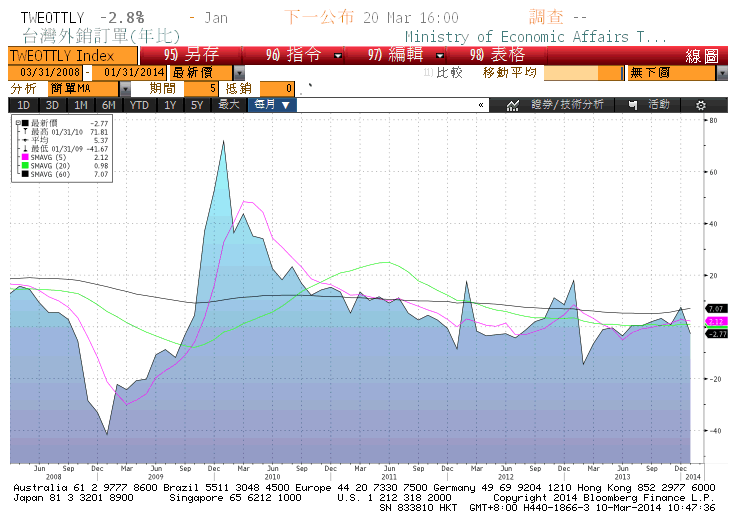 TWEOTTLY -2.8% - Jan 下一公布 20 Mar 16:00 調查 --
台灣外銷訂單(年比) Ministry of Economic Affairs T...
TWEOTTLY Index 95) 另存 96) 指令 97) 編輯 98) 表格 線圖
03/31/2008 - 01/31/2014 最新價 比較 移動平均 無下圖
分析 簡單MA 期間 5 抵銷 0
1D 3D 1M 6M YTD 1Y 5Y 最大 每月 ▼ « 證券/技術分析 活動
最新價 -2.77
最高 01/31/10 71.81
平均 5.37
最低 01/31/09 -41.67
SMAVG (5) 2.12
SMAVG (20) 0.98
SMAVG (60) 7.07
80
60
40
20
7.07
2.12
-2.77
-20
-40
Jun Sep Dec Mar Jun Sep Dec Mar Jun Sep Dec Mar Jun Sep Dec Mar Jun Sep Dec Mar Jun Sep Dec
2008 2009 2010 2011 2012 2013 2014
Australia 61 2 9777 8600 Brazil 5511 3048 4500 Europe 44 20 7330 7500 Germany 49 69 9204 1210 Hong Kong 852 2977 6000
Japan 81 3 3201 8900 Singapore 65 6212 1000 U.S. 1 212 318 2000 Copyright 2014 Bloomberg Finance L.P.
SN 833810 HKT GMT+8:00 H440-1866-3 10-Mar-2014 10:47:36